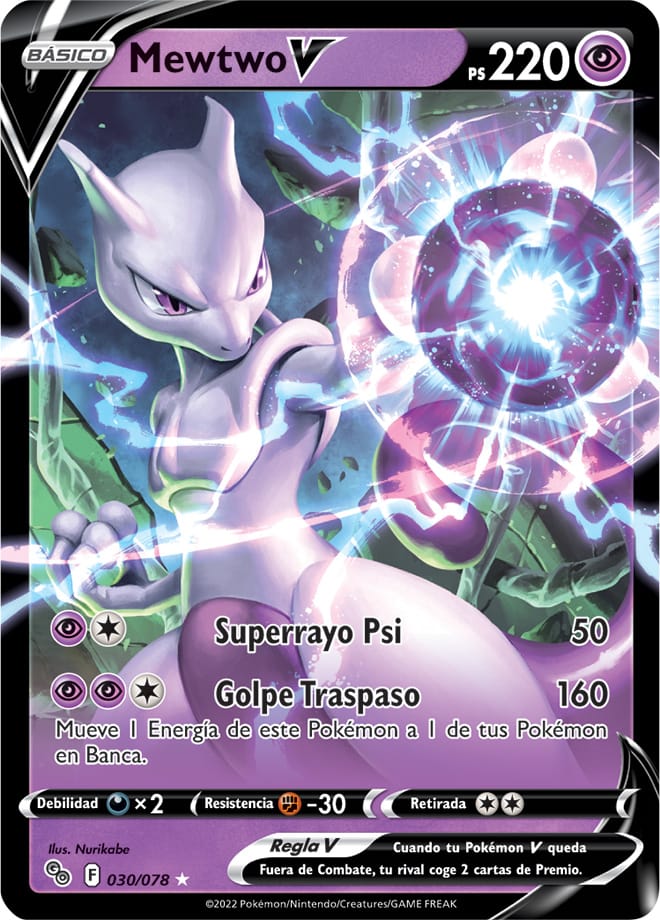 BÁSICO
Mewtwo V
PS 220
Superrayo Psi 50
Golpe Traspaso 160
Mueve 1 Energía de este Pokémon a 1 de tus Pokémon
en Banca.
Debilidad ×2 Resistencia -30 Retirada
Ilus. Nurikabe
Regla V Cuando tu Pokémon V queda
Fuera de Combate, tu rival coge 2 cartas de Premio.
F 030/078 ★
©2022 Pokémon/Nintendo/Creatures/GAME FREAK